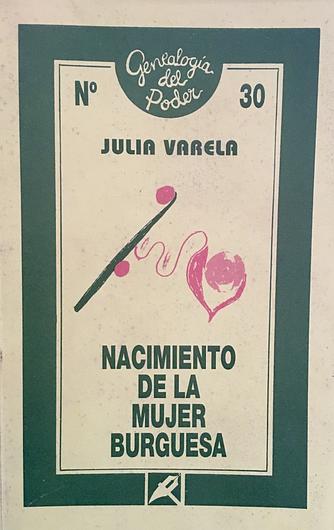 Genealogía
del
Poder
Nº 30
JULIA VARELA
NACIMIENTO
DE LA
MUJER
BURGUESA